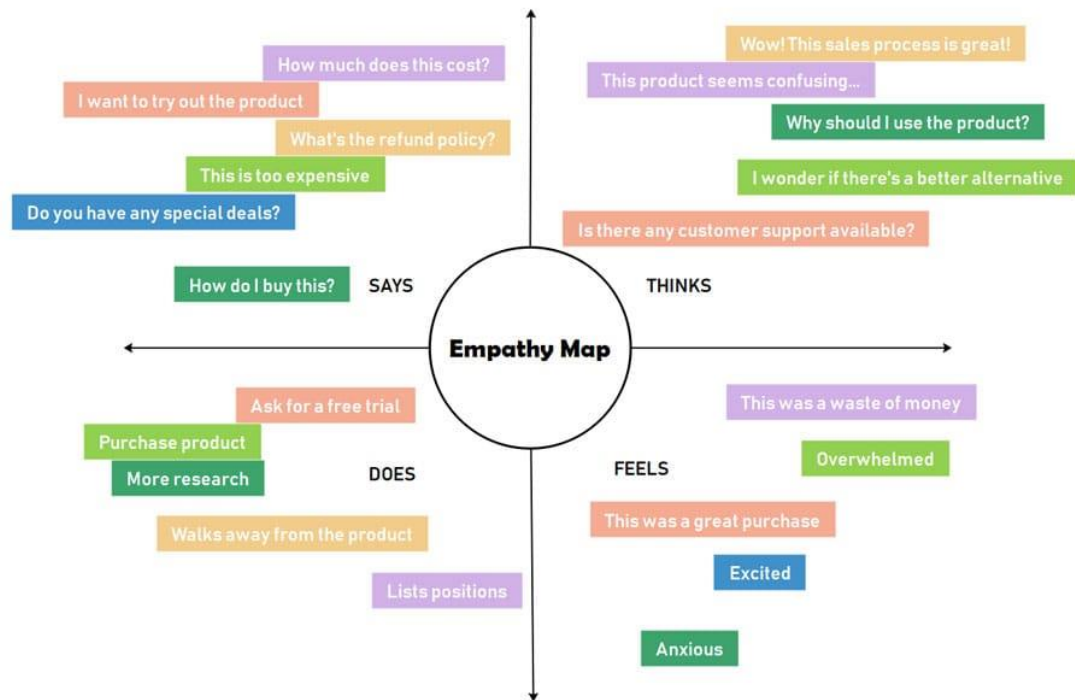 How much does this cost?
I want to try out the product
What's the refund policy?
This is too expensive
Do you have any special deals?
How do I buy this?
SAYS
Wow! This sales process is great!
This product seems confusing...
Why should I use the product?
I wonder if there's a better alternative
Is there any customer support available?
THINKS
Empathy Map
Ask for a free trial
Purchase product
More research
DOES
Walks away from the product
Lists positions
This was a waste of money
Overwhelmed
FEELS
This was a great purchase
Excited
Anxious